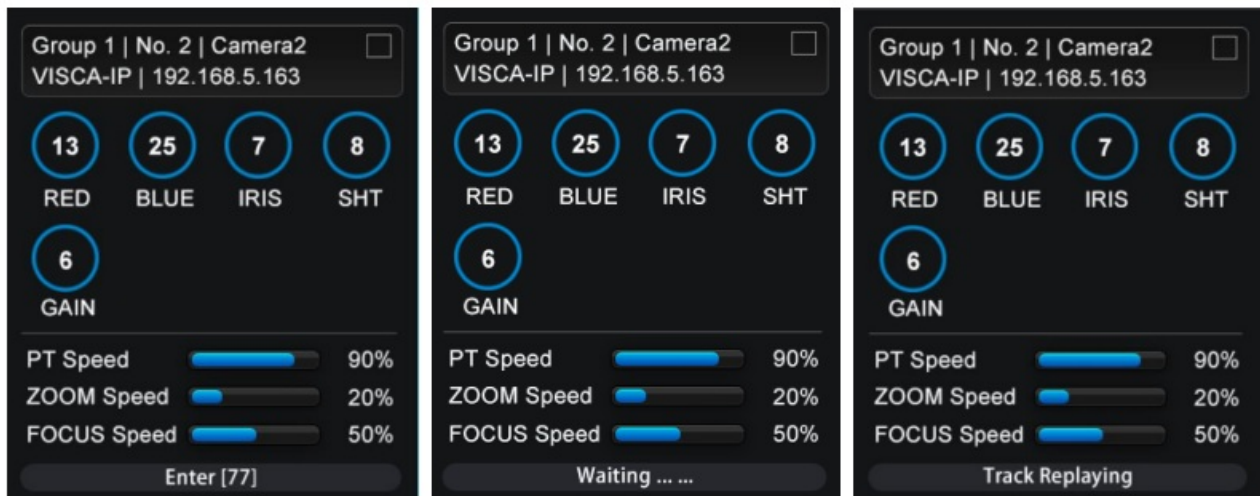 Group 1 | No. 2 | Camera2
VISCA-IP | 192.168.5.163
13 25 7 8
RED BLUE IRIS SHT
6
GAIN
PT Speed 90%
ZOOM Speed 20%
FOCUS Speed 50%
Enter [77]
Group 1 | No. 2 | Camera2
VISCA-IP | 192.168.5.163
13 25 7 8
RED BLUE IRIS SHT
6
GAIN
PT Speed 90%
ZOOM Speed 20%
FOCUS Speed 50%
Waiting ... ...
Group 1 | No. 2 | Camera2
VISCA-IP | 192.168.5.163
13 25 7 8
RED BLUE IRIS SHT
6
GAIN
PT Speed 90%
ZOOM Speed 20%
FOCUS Speed 50%
Track Replaying